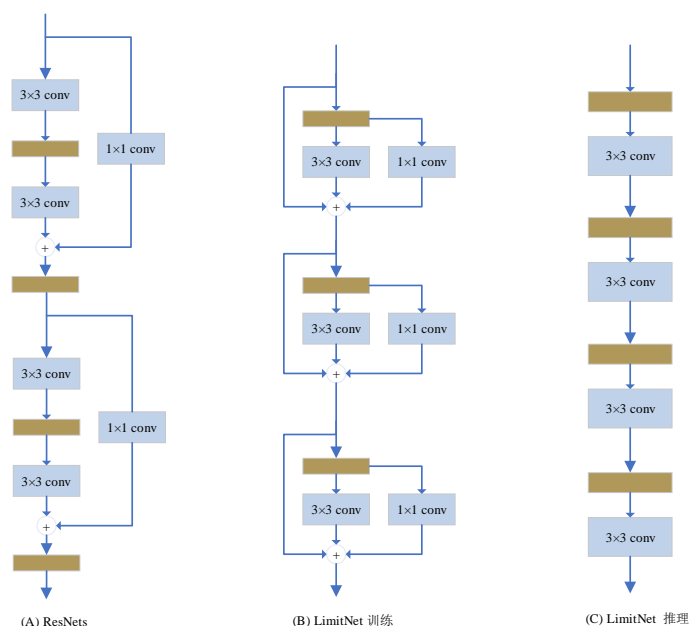 3×3 conv
1×1 conv
3×3 conv
+
3×3 conv
1×1 conv
3×3 conv
+
(A) ResNets
3×3 conv
1×1 conv
+
3×3 conv
1×1 conv
+
3×3 conv
1×1 conv
+
(B) LimitNet 训练
3×3 conv
3×3 conv
3×3 conv
3×3 conv
(C) LimitNet 推理